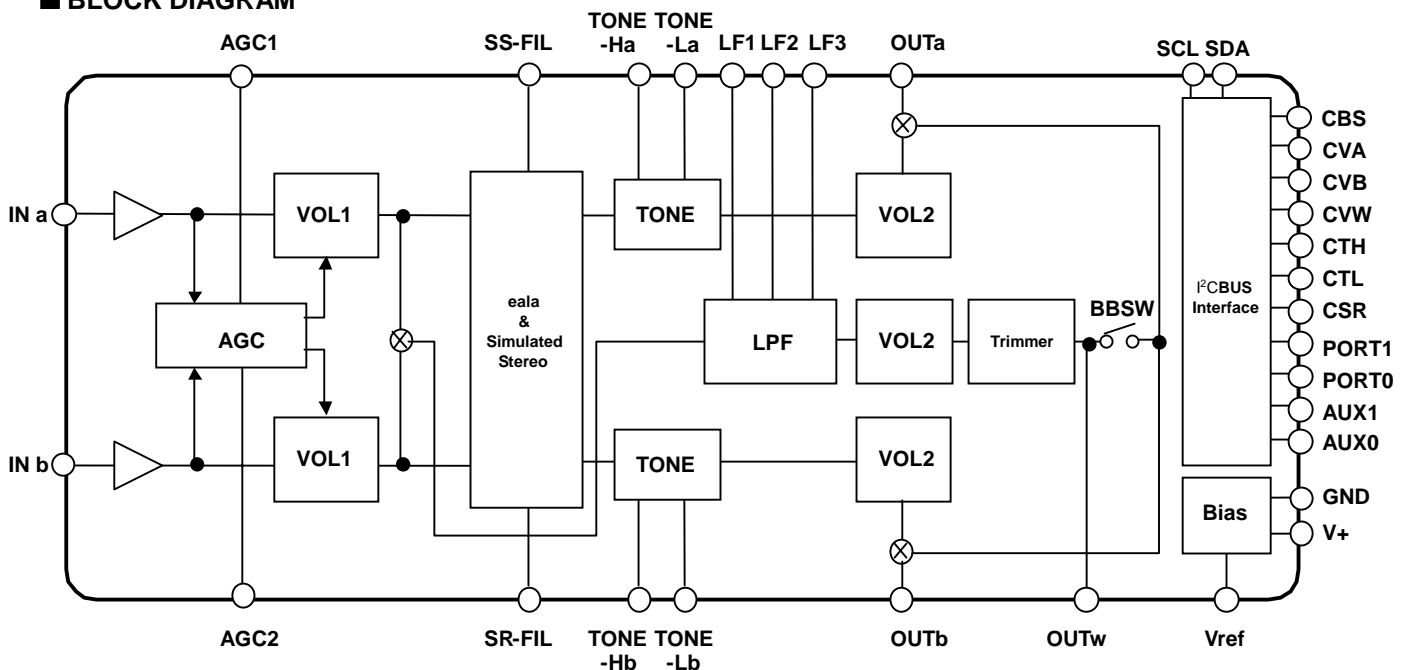 ■ BLOCK DIAGRAM
TONE TONE
AGC1 SS-FIL -Ha -La LF1 LF2 LF3 OUTa SCL SDA
CBS
CVA
CVB
IN a VOL1 TONE VOL2 CVW
CTH
CTL
eala
&
Simulated
Stereo
I²CBUS
Interface
BBSW CSR
AGC LPF VOL2 Trimmer PORT1
PORT0
AUX1
AUX0
IN b VOL1 TONE VOL2
GND
Bias
V+
AGC2 SR-FIL TONE TONE OUTb OUTw Vref
-Hb -Lb